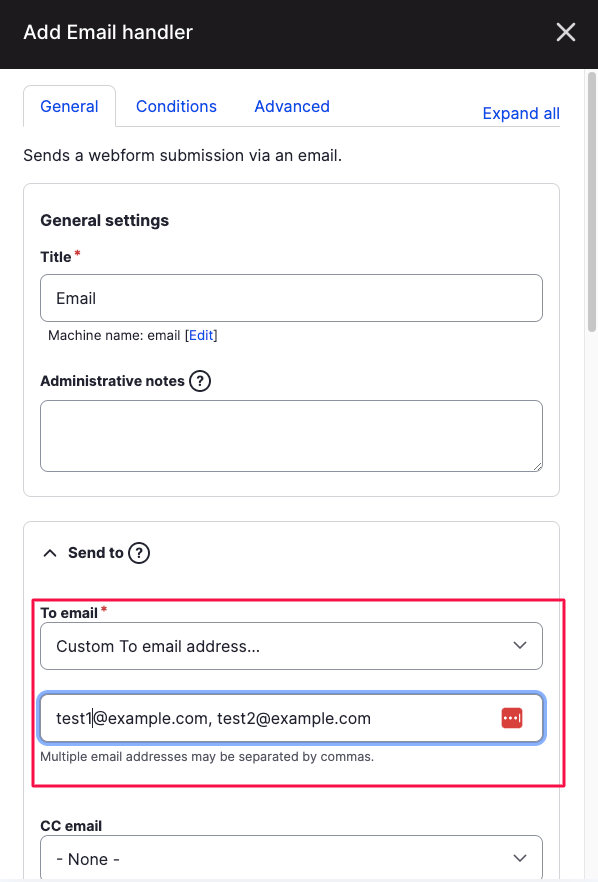 Add Email handler
General Conditions Advanced Expand all
Sends a webform submission via an email.
General settings
Title *
Email
Machine name: email [Edit]
Administrative notes ?
Send to ?
To email *
Custom To email address...
test1@example.com, test2@example.com
Multiple email addresses may be separated by commas.
CC email
- None -